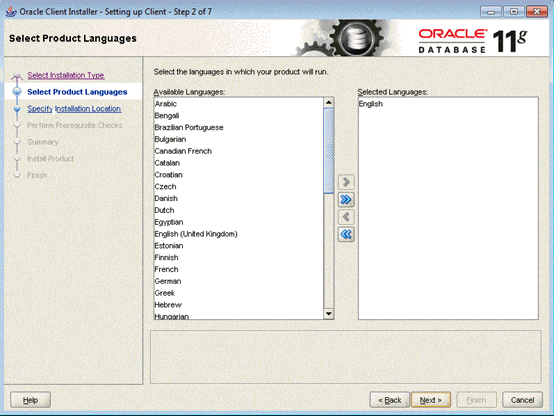 Oracle Client Installer - Setting up Client - Step 2 of 7
Select Product Languages
ORACLE
DATABASE 11g
Select Installation Type
Select Product Languages
Specify Installation Location
Perform Prerequisite Checks
Summary
Install Product
Finish
Select the languages in which your product will run.
Available Languages:
Arabic
Bengali
Brazilian Portuguese
Bulgarian
Canadian French
Catalan
Croatian
Czech
Danish
Dutch
Egyptian
English (United Kingdom)
Estonian
Finnish
French
German
Greek
Hebrew
Hungarian
Selected Languages:
English
Help
< Back
Next >
Finish
Cancel